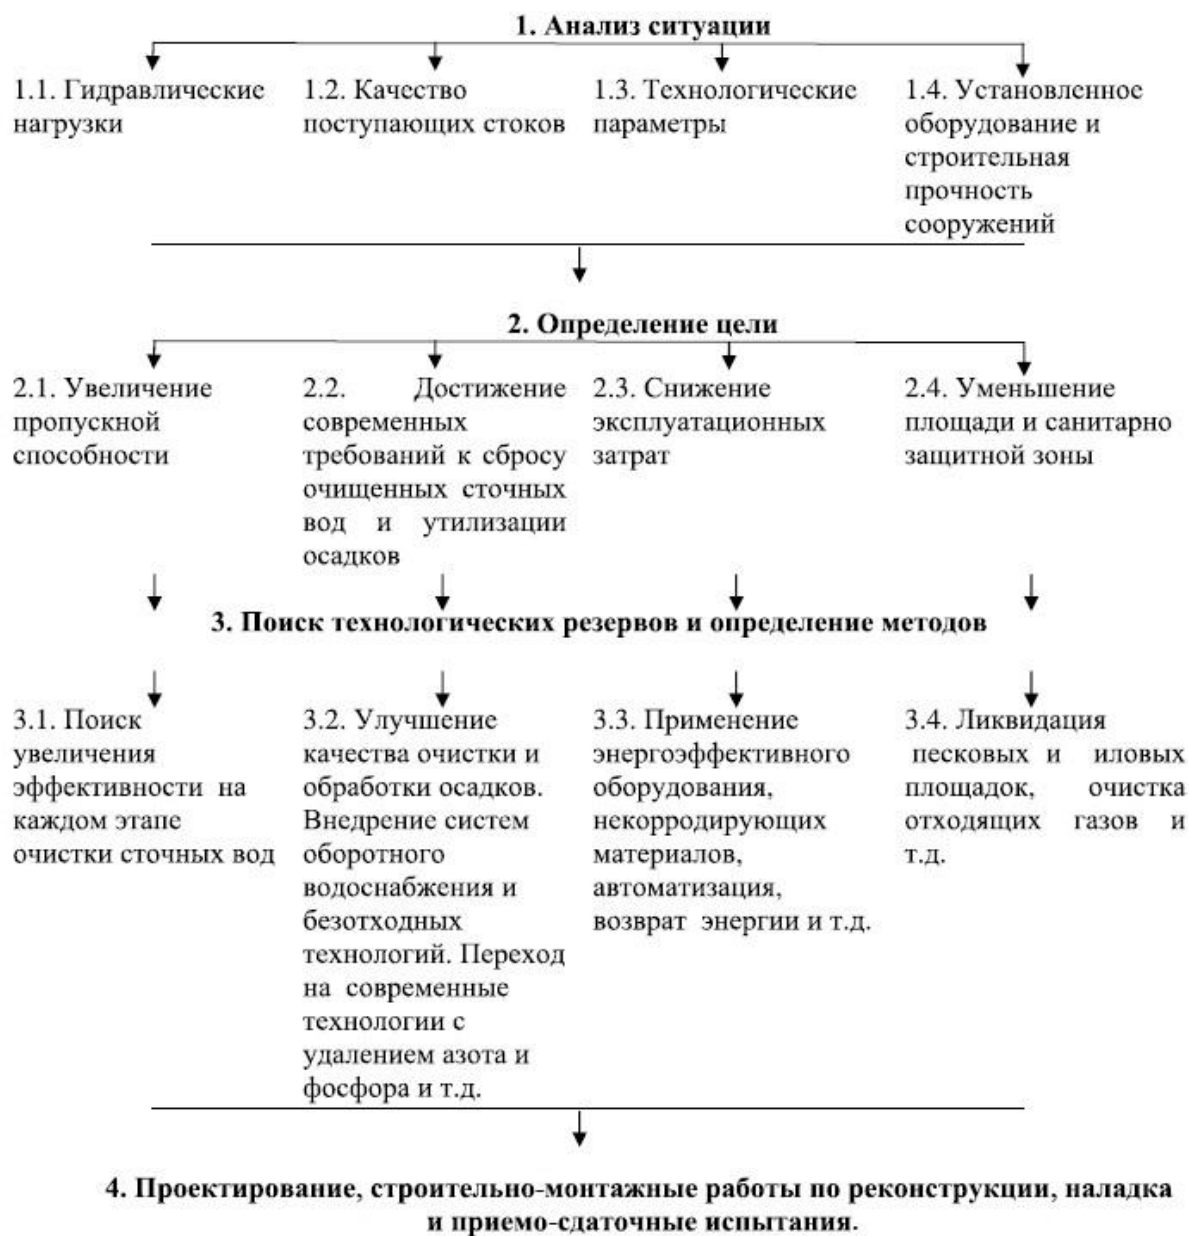 1. Анализ ситуации
1.1. Гидравлические
нагрузки
1.2. Качество
поступающих стоков
1.3. Технологические
параметры
1.4. Установленное
оборудование и
строительная
прочность
сооружений
2. Определение цели
2.1. Увеличение
пропускной
способности
2.2. Достижение
современных
требований к сбросу
очищенных сточных
вод и утилизации
осадков
2.3. Снижение
эксплуатационных
затрат
2.4. Уменьшение
площади и санитарно
защитной зоны
3. Поиск технологических резервов и определение методов
3.1. Поиск
увеличения
эффективности на
каждом этапе
очистки сточных вод
3.2. Улучшение
качества очистки и
обработки осадков.
Внедрение систем
оборотного
водоснабжения и
безотходных
технологий. Переход
на современные
технологии с
удалением азота и
фосфора и т.д.
3.3. Применение
энергоэффективного
оборудования,
некорродирующих
материалов,
автоматизация,
возврат энергии и т.д.
3.4. Ликвидация
песковых и иловых
площадок, очистка
отходящих газов и
т.д.
4. Проектирование, строительно-монтажные работы по реконструкции, наладка
и приемо-сдаточные испытания.